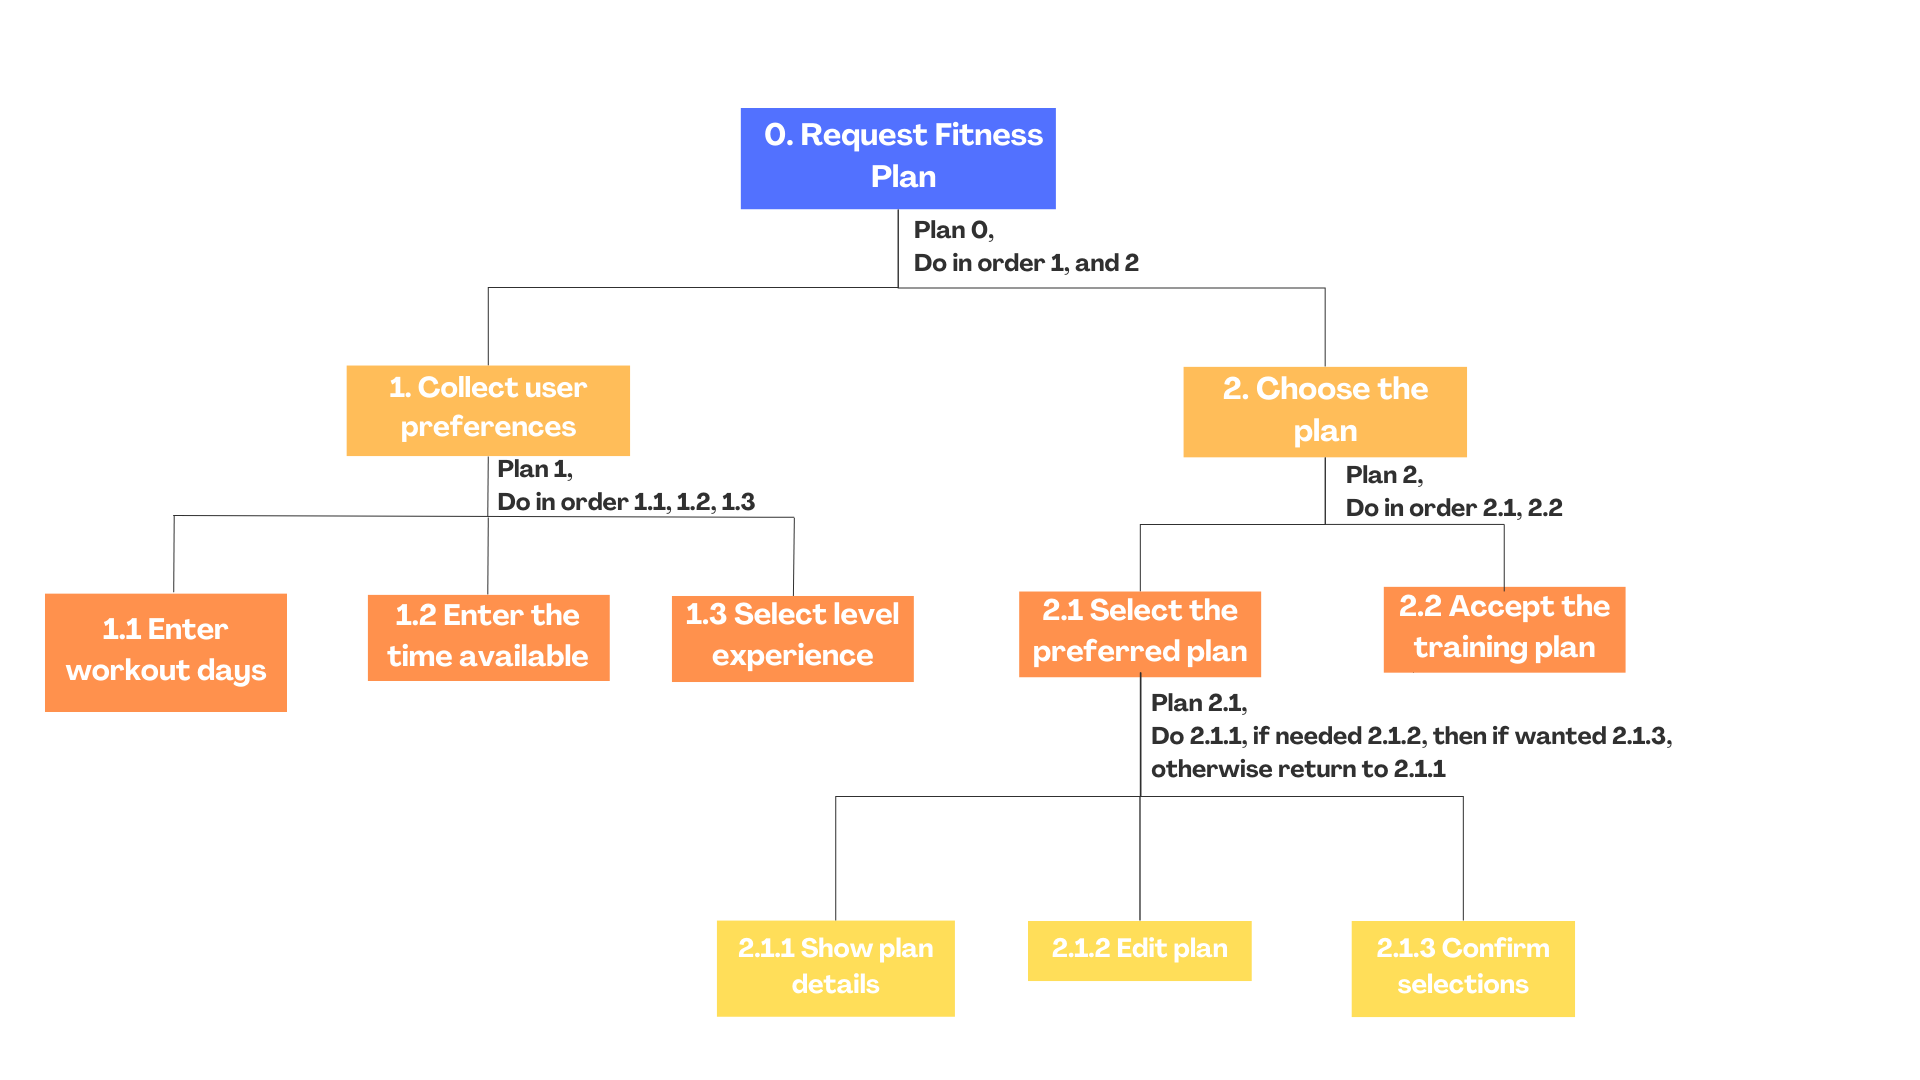 0. Request Fitness
Plan
Plan 0,
Do in order 1, and 2
1. Collect user
preferences
2. Choose the
plan
Plan 1,
Do in order 1.1, 1.2, 1.3
Plan 2,
Do in order 2.1, 2.2
1.1 Enter
workout days
1.2 Enter the
time available
1.3 Select level
experience
2.1 Select the
preferred plan
2.2 Accept the
training plan
Plan 2.1,
Do 2.1.1, if needed 2.1.2, then if wanted 2.1.3,
otherwise return to 2.1.1
2.1.1 Show plan
details
2.1.2 Edit plan
2.1.3 Confirm
selections